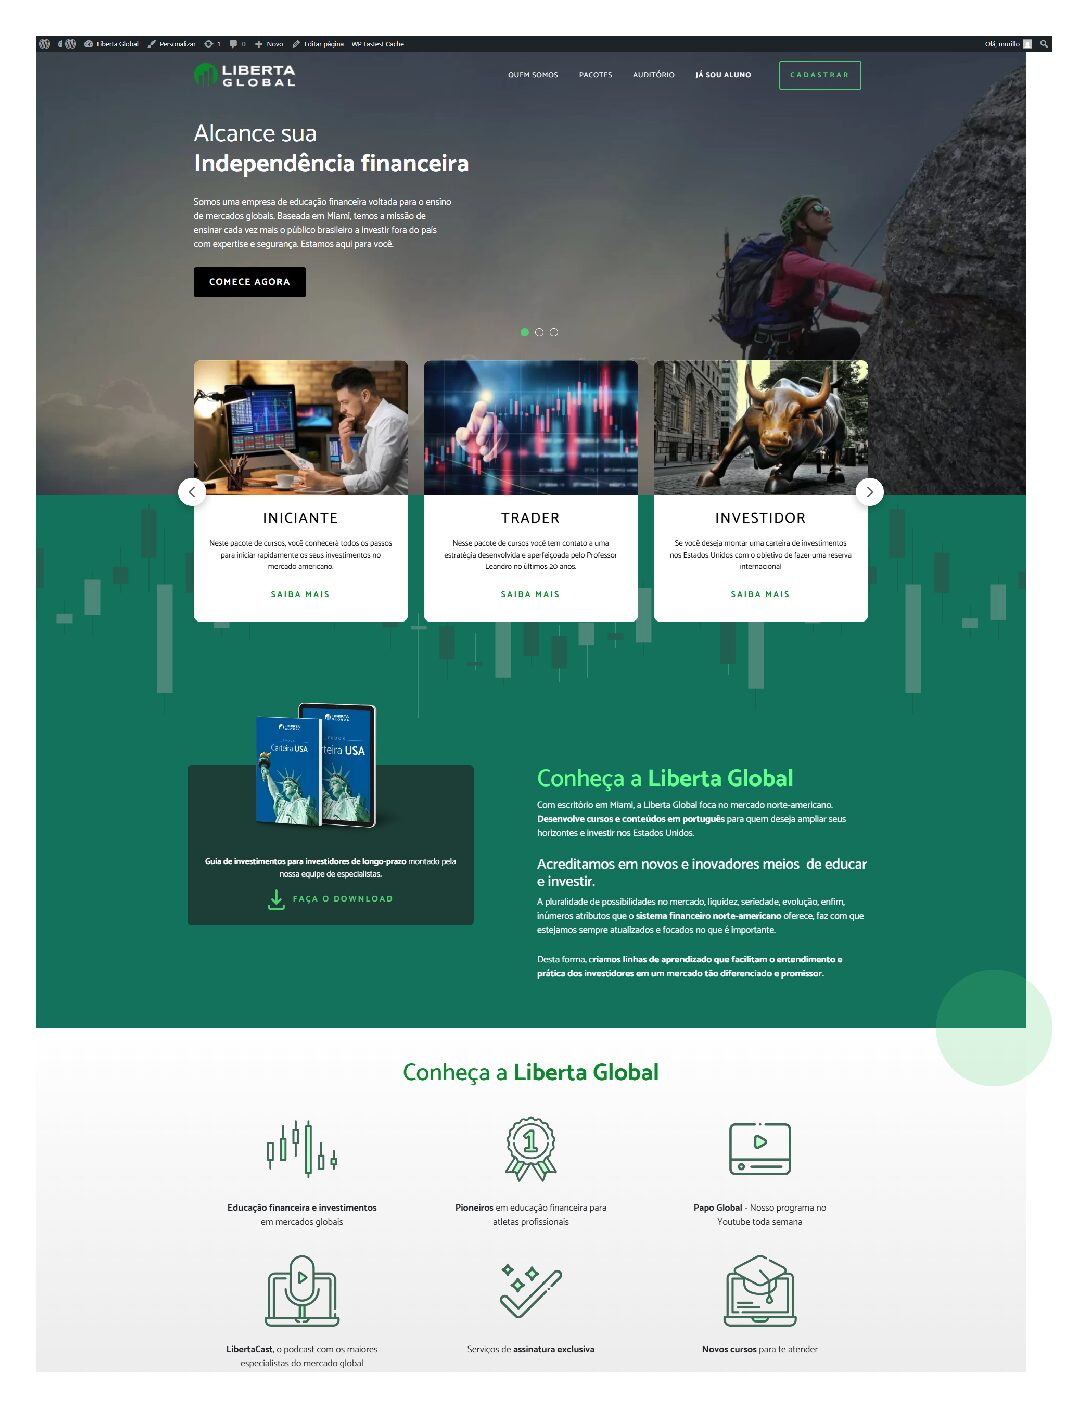 Liberta Global Personalizar 1 0 Novo Editar página WP Fastest Cache Olá, murillo
LIBERTA
GLOBAL
QUEM SOMOS PACOTES AUDITÓRIO JÁ SOU ALUNO CADASTRAR
Alcance sua
Independência financeira
Somos uma empresa de educação financeira voltada para o ensino
de mercados globais. Baseada em Miami, temos a missão de
ensinar cada vez mais o público brasileiro a investir fora do país
com expertise e segurança. Estamos aqui para você.
COMECE AGORA
INICIANTE
Neste pacote de cursos, você conhecerá todos os passos
para iniciar rapidamente os seus investimentos no
mercado americano.
SAIBA MAIS
TRADER
Nesse pacote de cursos você tem contato a uma
estratégia desenvolvida e aperfeiçoada pelo Professor
Leandro no últimos 20 anos.
SAIBA MAIS
INVESTIDOR
Se você deseja montar uma carteira de investimentos
nos Estados Unidos com o objetivo de fazer uma reserva
internacional
SAIBA MAIS
LIBERTA
GLOBAL
LIBERTA
GLOBAL
EBOOK
Carteira USA
EBOOK
rteira USA
Guia de investimentos para investidores de longo-prazo montado pela
nossa equipe de especialistas.
FAÇA O DOWNLOAD
Conheça a Liberta Global
Com escritório em Miami, a Liberta Global foca no mercado norte-americano.
Desenvolve cursos e conteúdos em português para quem deseja ampliar seus
horizontes e investir nos Estados Unidos.
Acreditamos em novos e inovadores meios de educar
e investir.
A pluralidade de possibilidades no mercado, liquidez, seriedade, evolução, enfim,
inúmeros atributos que o sistema financeiro norte-americano oferece, faz com que
estejamos sempre atualizados e focados no que é importante.
Desta forma, criamos linhas de aprendizado que facilitam o entendimento e
prática dos investidores em um mercado tão diferenciado e promissor.
Conheça a Liberta Global
1
Educação financeira e investimentos
em mercados globais
Pioneiros em educação financeira para
atletas profissionais
Papo Global - Nosso programa no
Youtube toda semana
LibertaCast, o podcast com os maiores
especialistas do mercado global
Serviços de assinatura exclusiva
Novos cursos para te atender